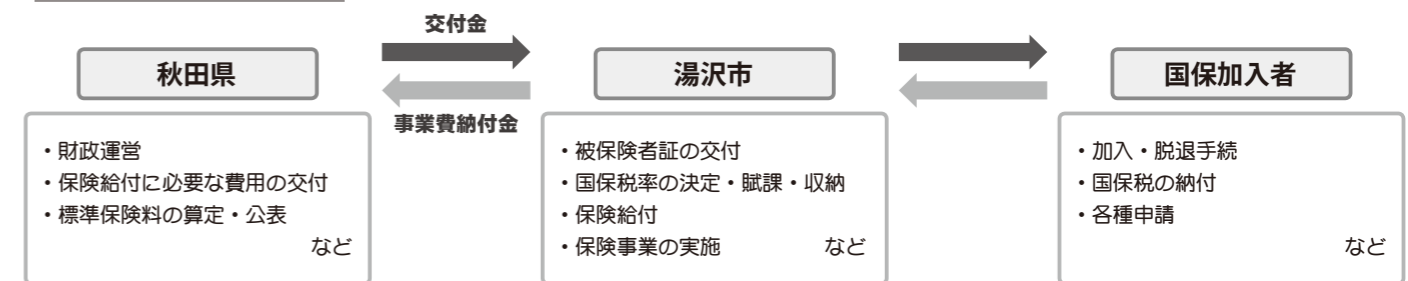 交付金
秋田県
湯沢市
国保加入者
事業費納付金
・財政運営
・保険給付に必要な費用の交付
・標準保険料の算定・公表
など
・被保険者証の交付
・国保税率の決定・賦課・収納
・保険給付
・保険事業の実施 など
・加入・脱退手続
・国保税の納付
・各種申請
など